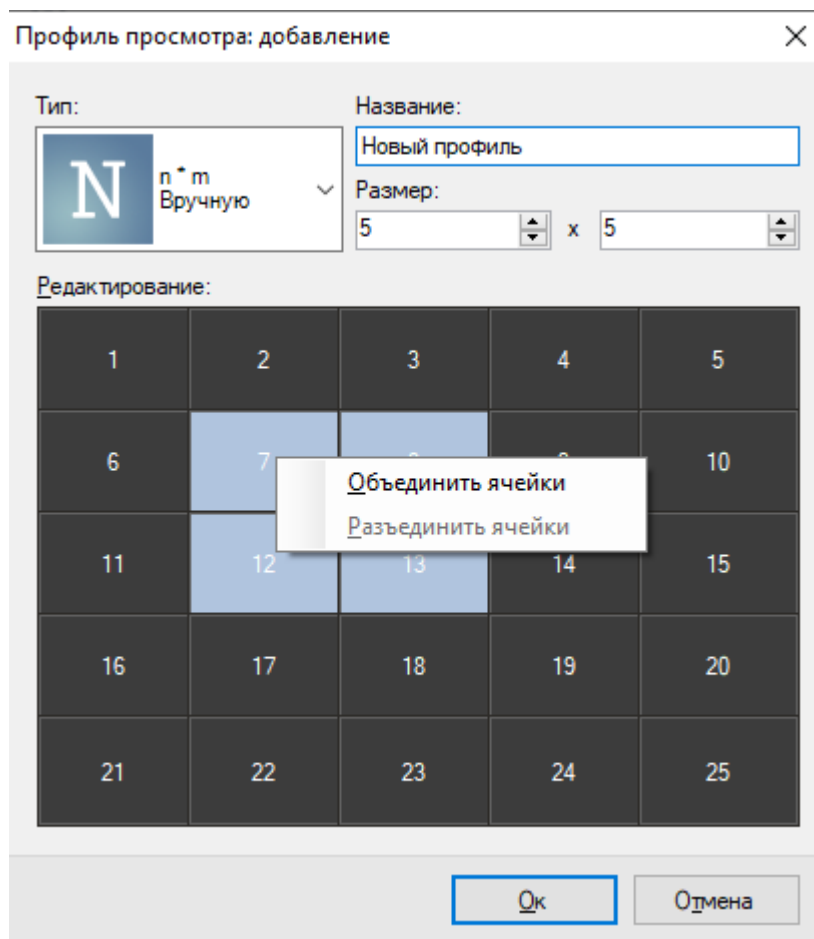 Профиль просмотра: добавление
Тип:
N
n * m
Вручную
Название:
Новый профиль
Размер:
5 x 5
Редактирование:
1 2 3 4 5
6 7 10
Объединить ячейки
Разъединить ячейки
11 12 13 14 15
16 17 18 19 20
21 22 23 24 25
Ок Отмена